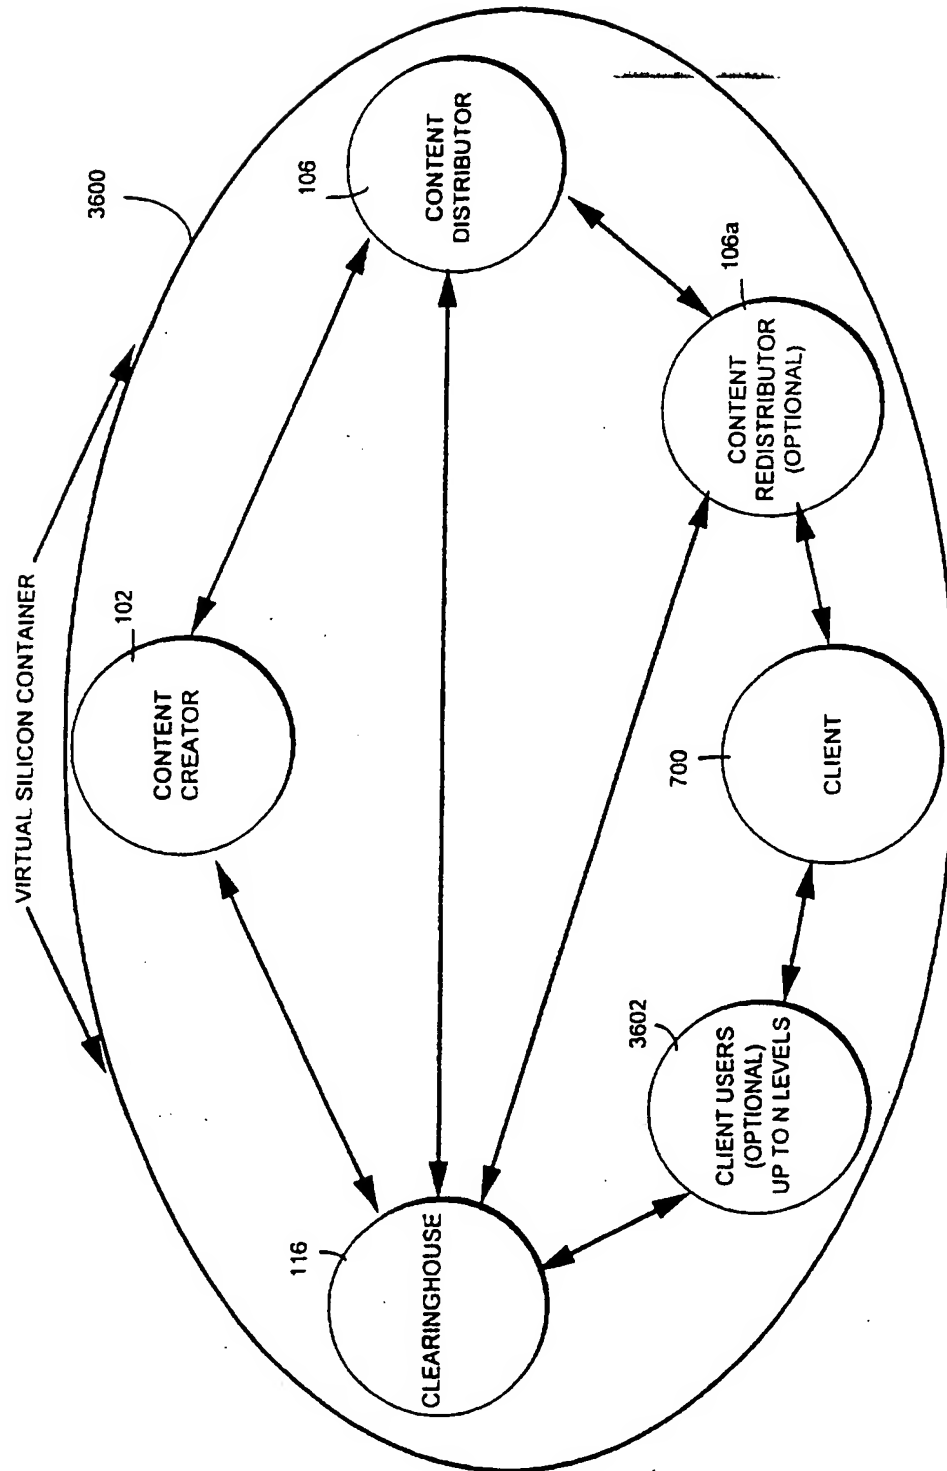 VIRTUAL SILICON CONTAINER
3600
102
CONTENT
CREATOR
106
CONTENT
DISTRIBUTOR
116
CLEARINGHOUSE
106a
CONTENT
REDISTRIBUTOR
(OPTIONAL)
3602
CLIENT USERS
(OPTIONAL)
UP TO N LEVELS
700
CLIENT